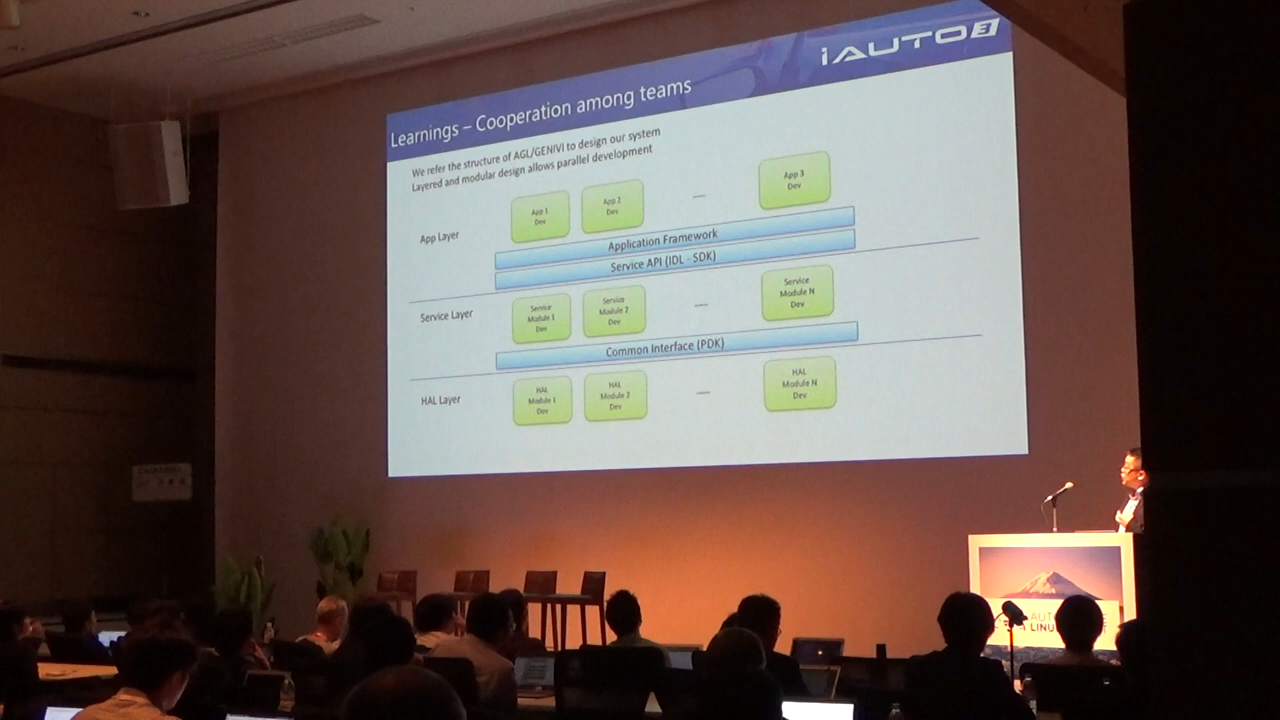 iAUTO 3
Learnings – Cooperation among teams
We refer the structure of AGL/GENIVI to design our system
Layered and modular design allows parallel development
App Layer
App 1
Dev
App 2
Dev
App 3
Dev
Application Framework
Service API (IDL - SDK)
Service Layer
Service
Module 1
Dev
Service
Module 2
Dev
Service
Module N
Dev
Common Interface (PDK)
HAL Layer
HAL
Module 1
Dev
HAL
Module 2
Dev
HAL
Module N
Dev